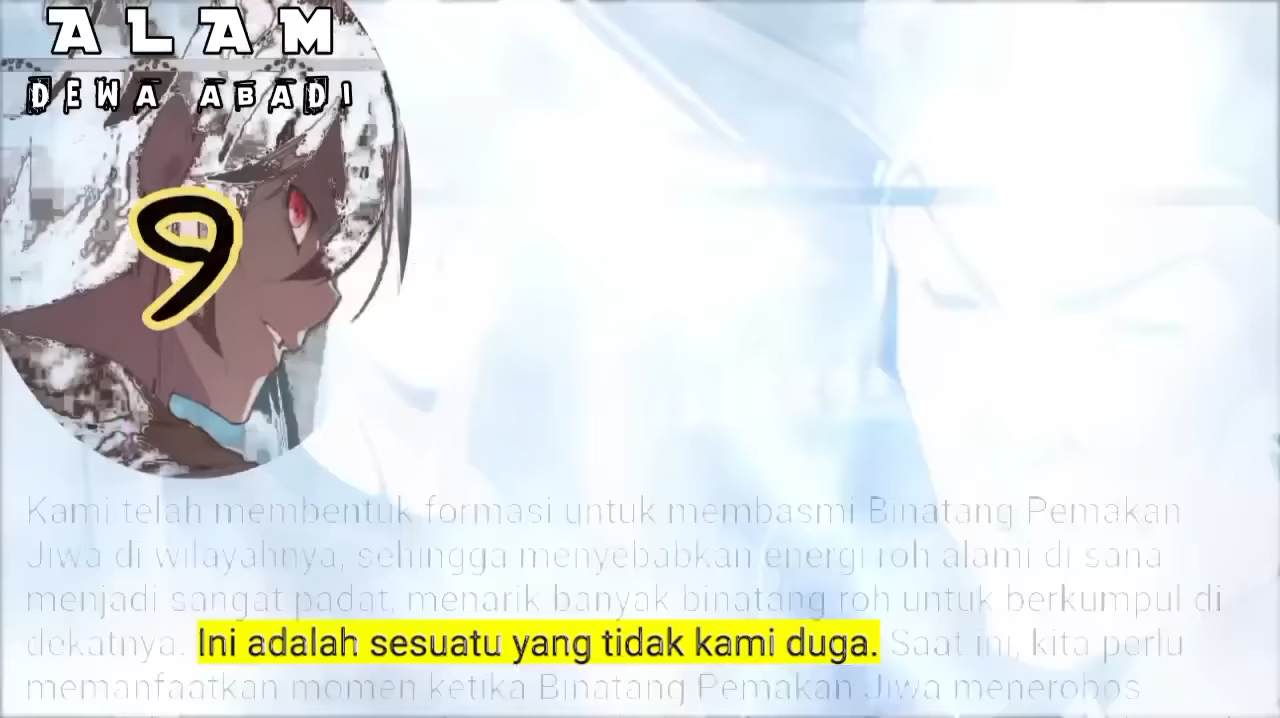 ALAM
DEWA ABADI
9
Kami telah membentuk formasi untuk membasmi Binatang Pemakan
Jiwa di wilayahnya, sehingga menyebabkan energi roh alami di sana
menjadi sangat padat, menarik banyak binatang roh untuk berkumpul di
dekatnya. Ini adalah sesuatu yang tidak kami duga. Saat ini, kita perlu
memanfaatkan momen ketika Binatang Pemakan Jiwa menerobos